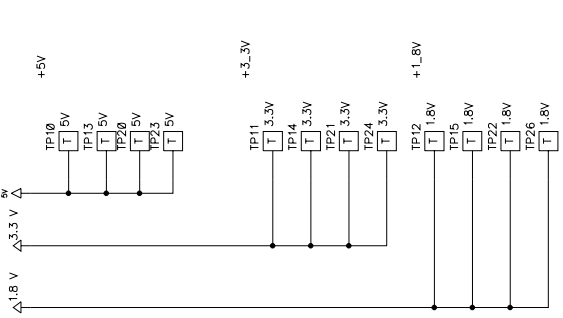 +5V
+3_3V
+1_8V
TP10 5V
TP13 5V
TP20 5V
TP23 5V
TP11 3.3V
TP14 3.3V
TP21 3.3V
TP24 3.3V
TP12 1.8V
TP15 1.8V
TP22 1.8V
TP26 1.8V
T T T T T T T T T T T T
5V
3.3 V
1.8 V